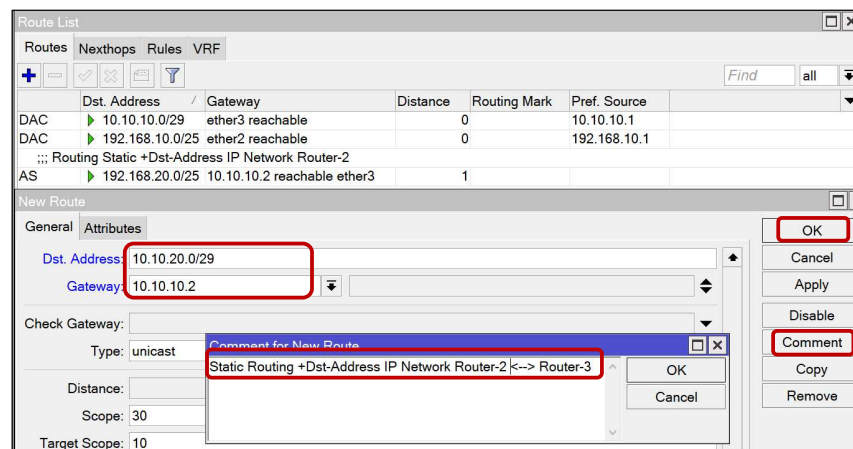 Route List
Routes Nexthops Rules VRF
Find all
Dst. Address / Gateway Distance Routing Mark Pref. Source
DAC 10.10.10.0/29 ether3 reachable 0 10.10.10.1
DAC 192.168.10.0/25 ether2 reachable 0 192.168.10.1
;;; Routing Static +Dst-Address IP Network Router-2
AS 192.168.20.0/25 10.10.10.2 reachable ether3 1
New Route
General Attributes
OK
Dst. Address: 10.10.20.0/29
Cancel
Gateway: 10.10.10.2
Apply
Check Gateway:
Disable
Type: unicast
Comment for New Route
Comment
Static Routing +Dst-Address IP Network Router-2 <--> Router-3
OK
Copy
Distance:
Cancel
Remove
Scope: 30
Target Scope: 10